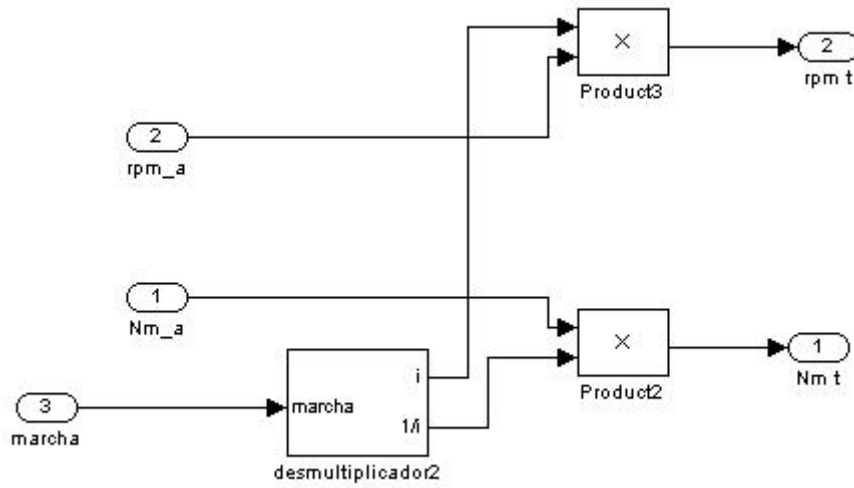 2
rpm t
Product3
2
rpm_a
1
Nm_a
1
Nm t
Product2
i
marcha
1/i
desmultiplicador2
3
marcha